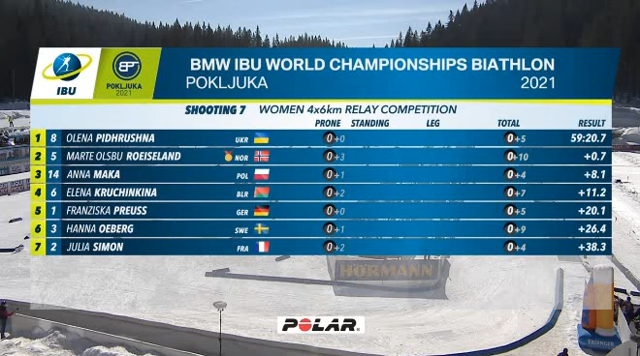 BMW IBU WORLD CHAMPIONSHIPS BIATHLON
IBU POKLJUKA 2021 POKLJUKA 2021
SHOOTING 7 WOMEN 4x6km RELAY COMPETITION
PRONE STANDING LEG TOTAL RESULT
1 8 OLENA PIDHRUSHNA UKR 0+0 0+5 59:20.7
2 5 MARTE OLSBU ROEISELAND NOR 0+3 0+10 +0.7
3 14 ANNA MAKA POL 0+1 0+4 +8.1
4 6 ELENA KRUCHINKINA BLR 0+2 0+7 +11.2
5 1 FRANZISKA PREUSS GER 0+0 0+5 +20.1
6 3 HANNA OEBERG SWE 0+1 0+9 +26.4
7 2 JULIA SIMON FRA 0+2 0+4 +38.3
HÖRMANN
POLAR